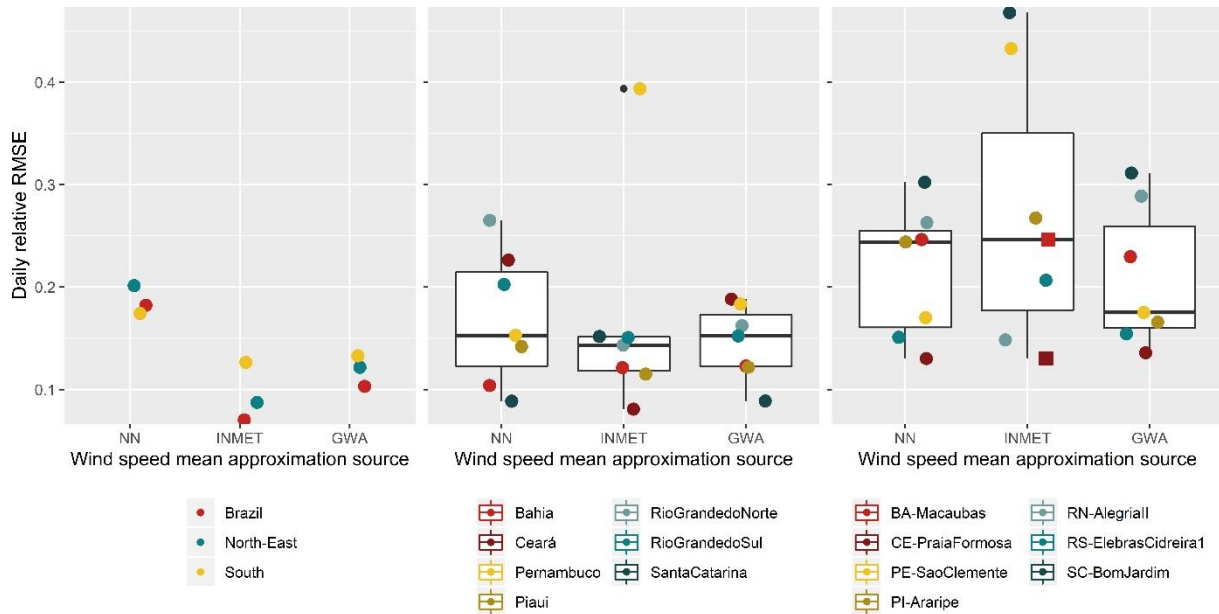 Daily relative RMSE
0.4
0.3
0.2
0.1
NN INMET GWA
Wind speed mean approximation source
NN INMET GWA
Wind speed mean approximation source
NN INMET GWA
Wind speed mean approximation source
Brazil
North-East
South
Bahia RioGrandedoNorte
Ceará RioGrandedoSul
Pernambuco SantaCatarina
Piaui
BA-Macaubas RN-AlegriaII
CE-PraiaFormosa RS-ElebrasCidreira1
PE-SaoClemente SC-BomJardim
PI-Araripe